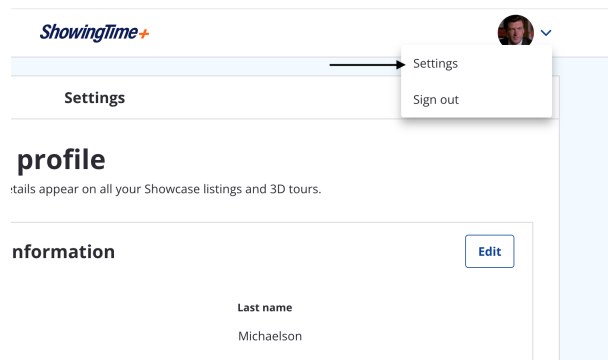 ShowingTime+
Settings
Sign out
Settings
profile
etails appear on all your Showcase listings and 3D tours.
nformation
Edit
Last name
Michaelson